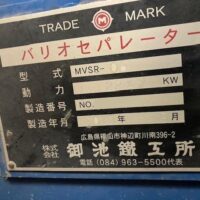 TRADE MARK
バリオセパレーター
型式 MVSR-
動力 KW
製造番号 NO.
製造 年 月
広島県福山市神辺町川南396-2
株式会社 御池鐵工所
電話 (084) 963-5500代表